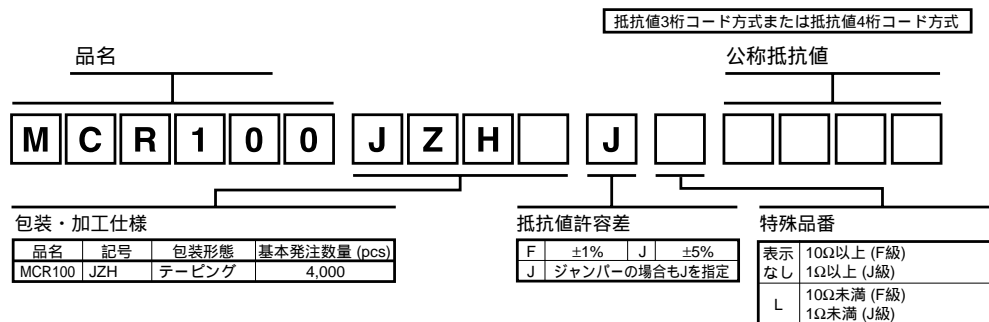 抵抗値3桁コード方式または抵抗値4桁コード方式
品名
公称抵抗値
M C R 1 0 0 J Z H J
包装・加工仕様
品名 記号 包装形態 基本発注数量 (pcs)
MCR100 JZH テーピング 4,000
抵抗値許容差
F ±1% J ±5%
J ジャンパーの場合もJを指定
特殊品番
表示なし 10Ω以上 (F級)
1Ω以上 (J級)
L 10Ω未満 (F級)
1Ω未満 (J級)